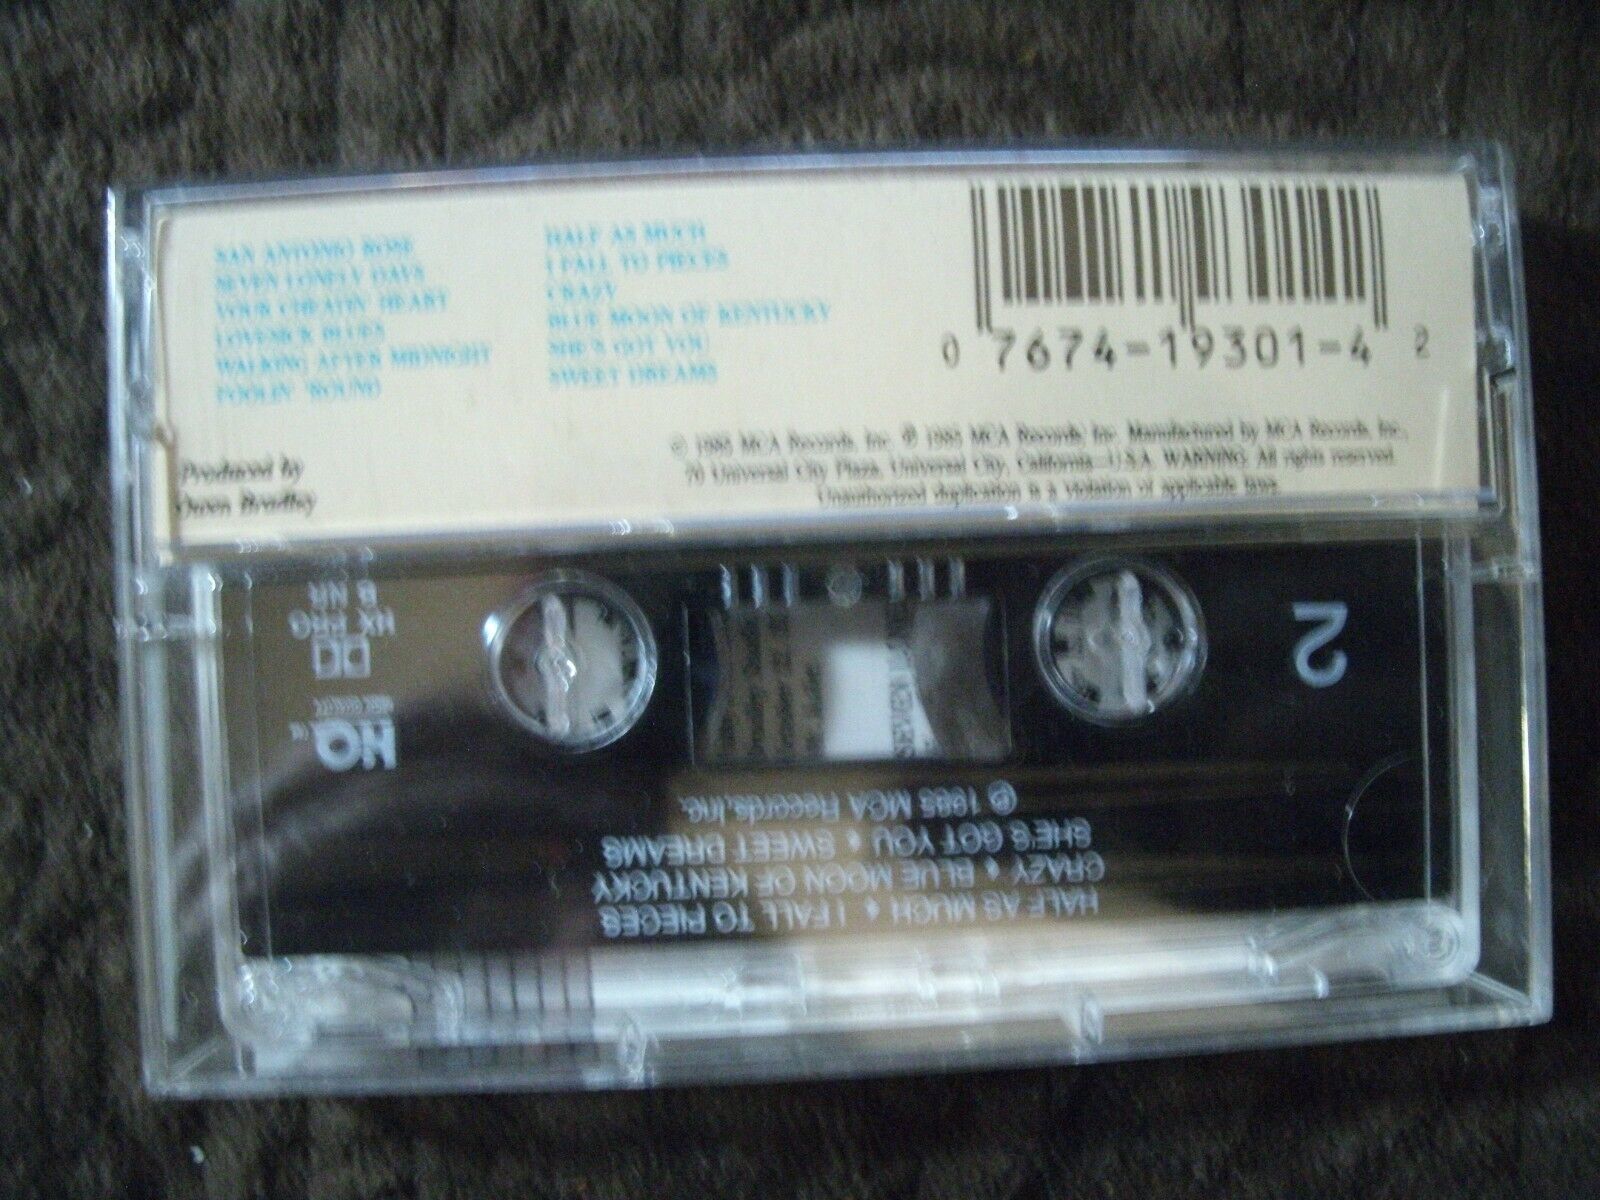 SAN ANTONIO ROSE
SEVEN LONELY DAYS
YOUR CHEATIN' HEART
LOVESICK BLUES
WALKING AFTER MIDNIGHT
FOOLIN' 'ROUND
HALF AS MUCH
I FALL TO PIECES
CRAZY
BLUE MOON OF KENTUCKY
SHE'S GOT YOU
SWEET DREAMS
0 7674-19301-4 2
Produced by
Owen Bradley
© 1985 MCA Records, Inc. ℗ 1985 MCA Records, Inc. Manufactured by MCA Records, Inc.,
70 Universal City Plaza, Universal City, California—U.S.A. WARNING: All rights reserved.
Unauthorized duplication is a violation of applicable laws.
2
HALF AS MUCH ♦ I FALL TO PIECES
CRAZY ♦ BLUE MOON OF KENTUCKY
SHE'S GOT YOU ♦ SWEET DREAMS
℗ 1985 MCA Records, Inc.
HQ
HX PRO
B NR
SEVEN